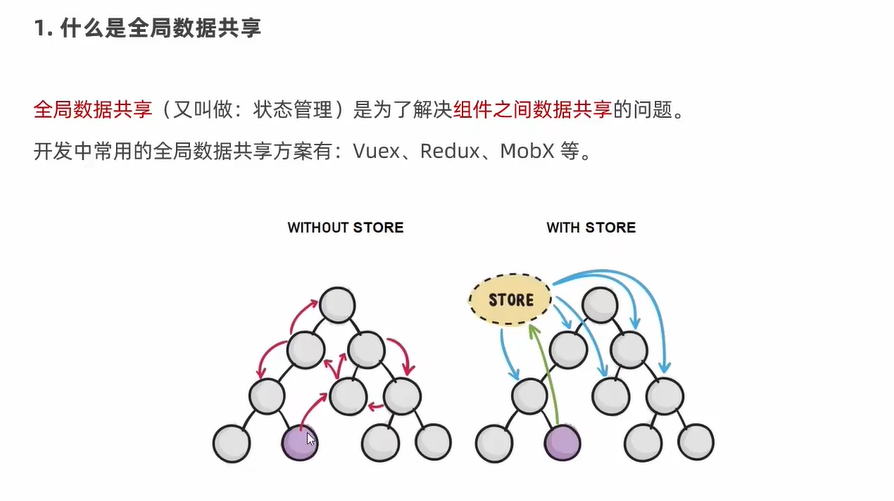 1. 什么是全局数据共享
全局数据共享（又叫做：状态管理）是为了解决组件之间数据共享的问题。
开发中常用的全局数据共享方案有：Vuex、Redux、MobX 等。
WITHOUT STORE
WITH STORE
STORE